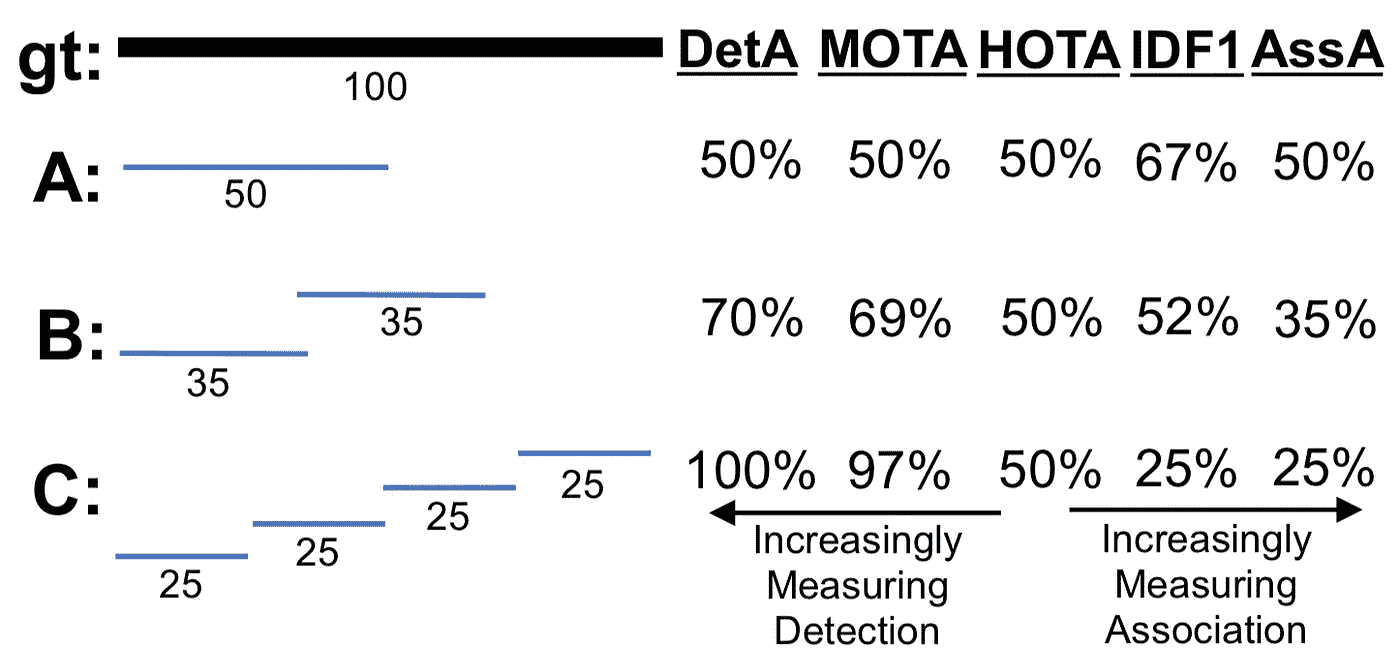 gt: DetA MOTA HOTA IDF1 AssA
100
A: 50% 50% 50% 67% 50%
50
B: 35 70% 69% 50% 52% 35%
35
C: 25 100% 97% 50% 25% 25%
25
25
25
Increasingly
Measuring
Detection
Increasingly
Measuring
Association